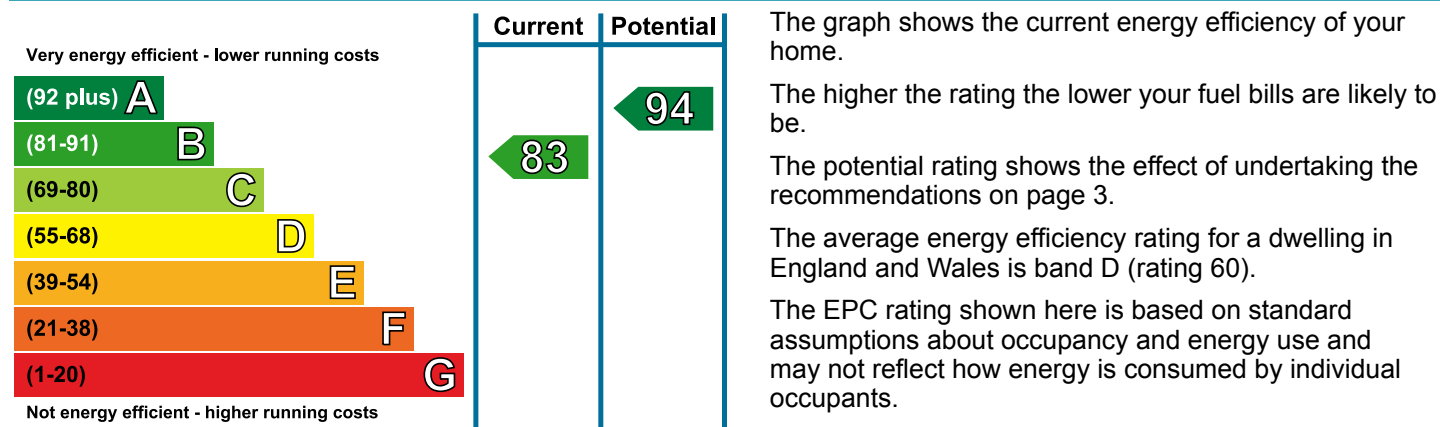 Current Potential
Very energy efficient - lower running costs
(92 plus) A
(81-91) B
(69-80) C
(55-68) D
(39-54) E
(21-38) F
(1-20) G
Not energy efficient - higher running costs
83
94
The graph shows the current energy efficiency of your
home.
The higher the rating the lower your fuel bills are likely to
be.
The potential rating shows the effect of undertaking the
recommendations on page 3.
The average energy efficiency rating for a dwelling in
England and Wales is band D (rating 60).
The EPC rating shown here is based on standard
assumptions about occupancy and energy use and
may not reflect how energy is consumed by individual
occupants.